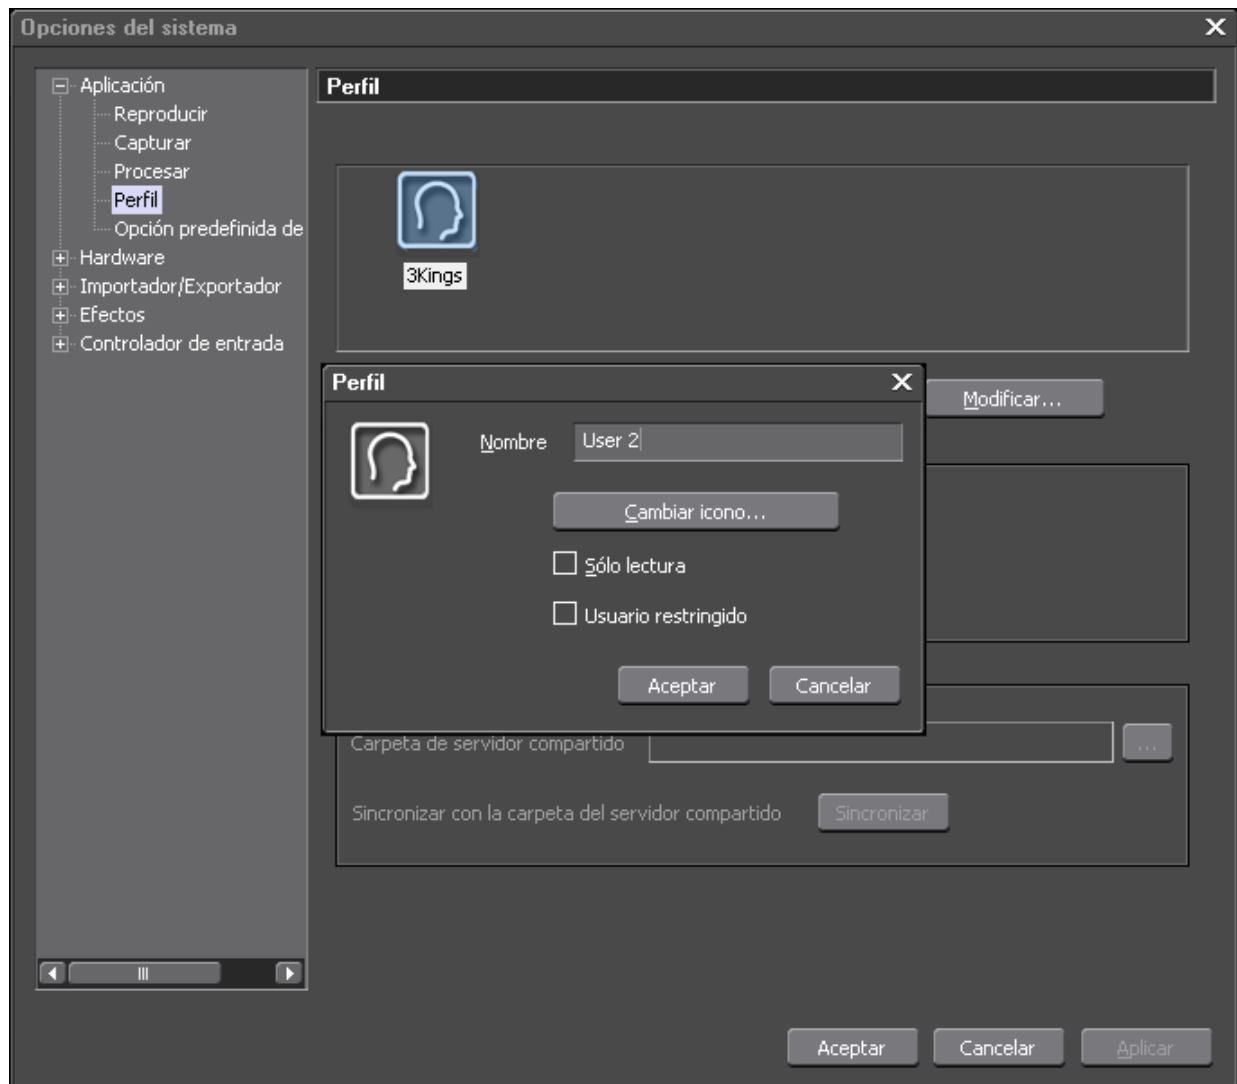 Opciones del sistema
Aplicación
Reproducir
Capturar
Procesar
Perfil
Opción predefinida de
Hardware
Importador/Exportador
Efectos
Controlador de entrada
Perfil
3Kings
Modificar...
Perfil
Nombre
User 2
Cambiar icono...
Sólo lectura
Usuario restringido
Aceptar
Cancelar
Carpeta de servidor compartido
...
Sincronizar con la carpeta del servidor compartido
Sincronizar
Aceptar
Cancelar
Aplicar